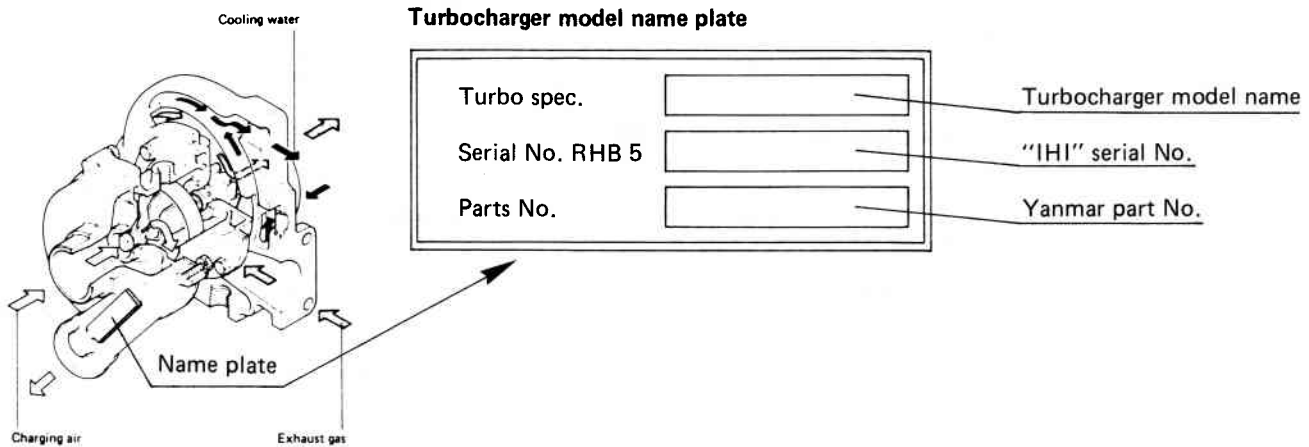 Cooling water
Turbocharger model name plate
Turbo spec.
Turbocharger model name
Serial No. RHB 5
"IHI" serial No.
Parts No.
Yanmar part No.
Name plate
Charging air
Exhaust gas